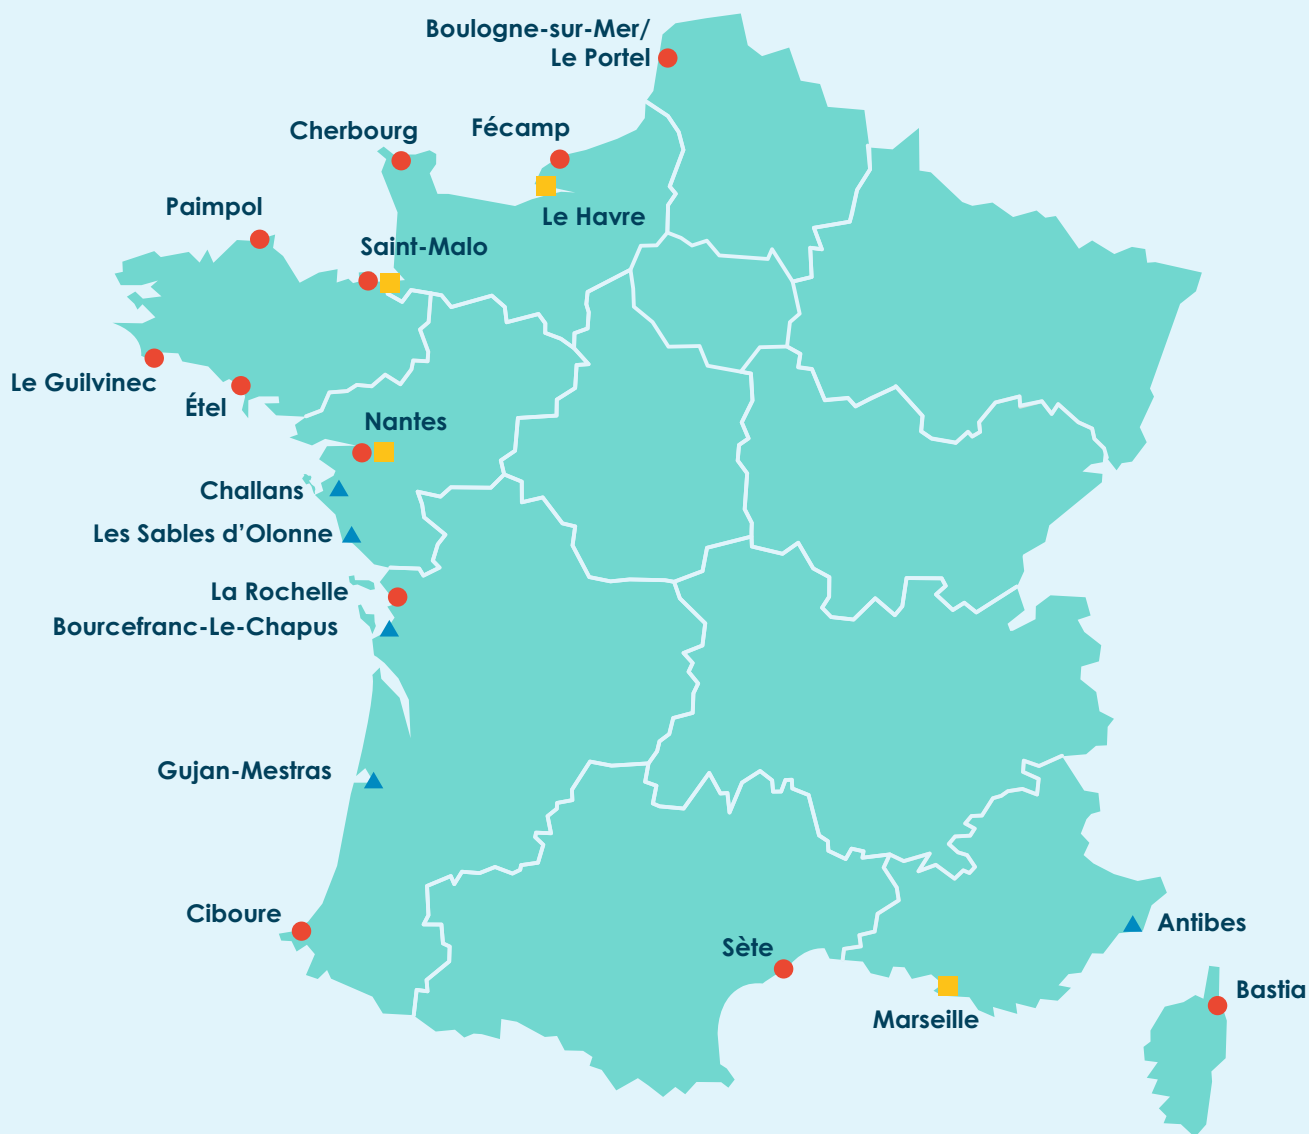 Boulogne-sur-Mer/
Le Portel
Cherbourg
Fécamp
Paimpol
Le Havre
Saint-Malo
Le Guilvinec
Étel
Nantes
Challans
Les Sables d’Olonne
La Rochelle
Bourcefranc-Le-Chapus
Gujan-Mestras
Ciboure
Sète
Antibes
Marseille
Bastia